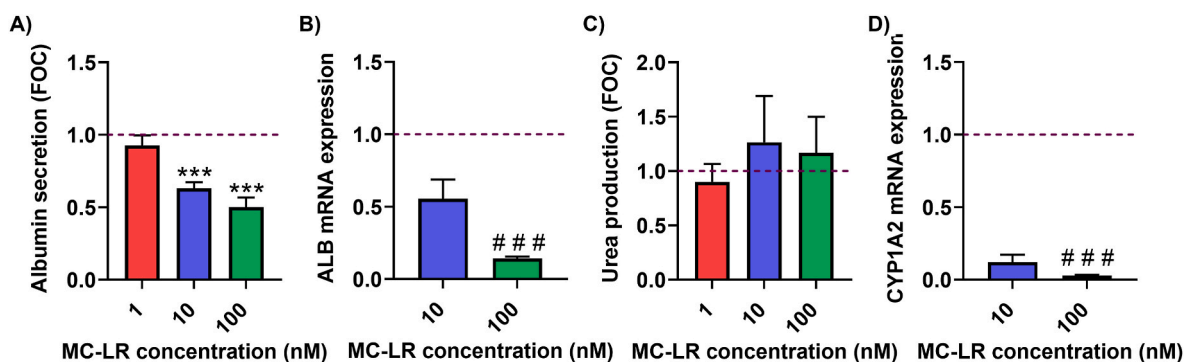 A)
Albumin secretion (FOC)
1.5
1.0
0.5
0.0
***
***
1
10
100
MC-LR concentration (nM)
B)
ALB mRNA expression
1.5
1.0
0.5
0.0
# # #
10
100
MC-LR concentration (nM)
C)
Urea production (FOC)
2.0
1.5
1.0
0.5
0.0
1
10
100
MC-LR concentration (nM)
D)
CYP1A2 mRNA expression
1.5
1.0
0.5
0.0
# # #
10
100
MC-LR concentration (nM)